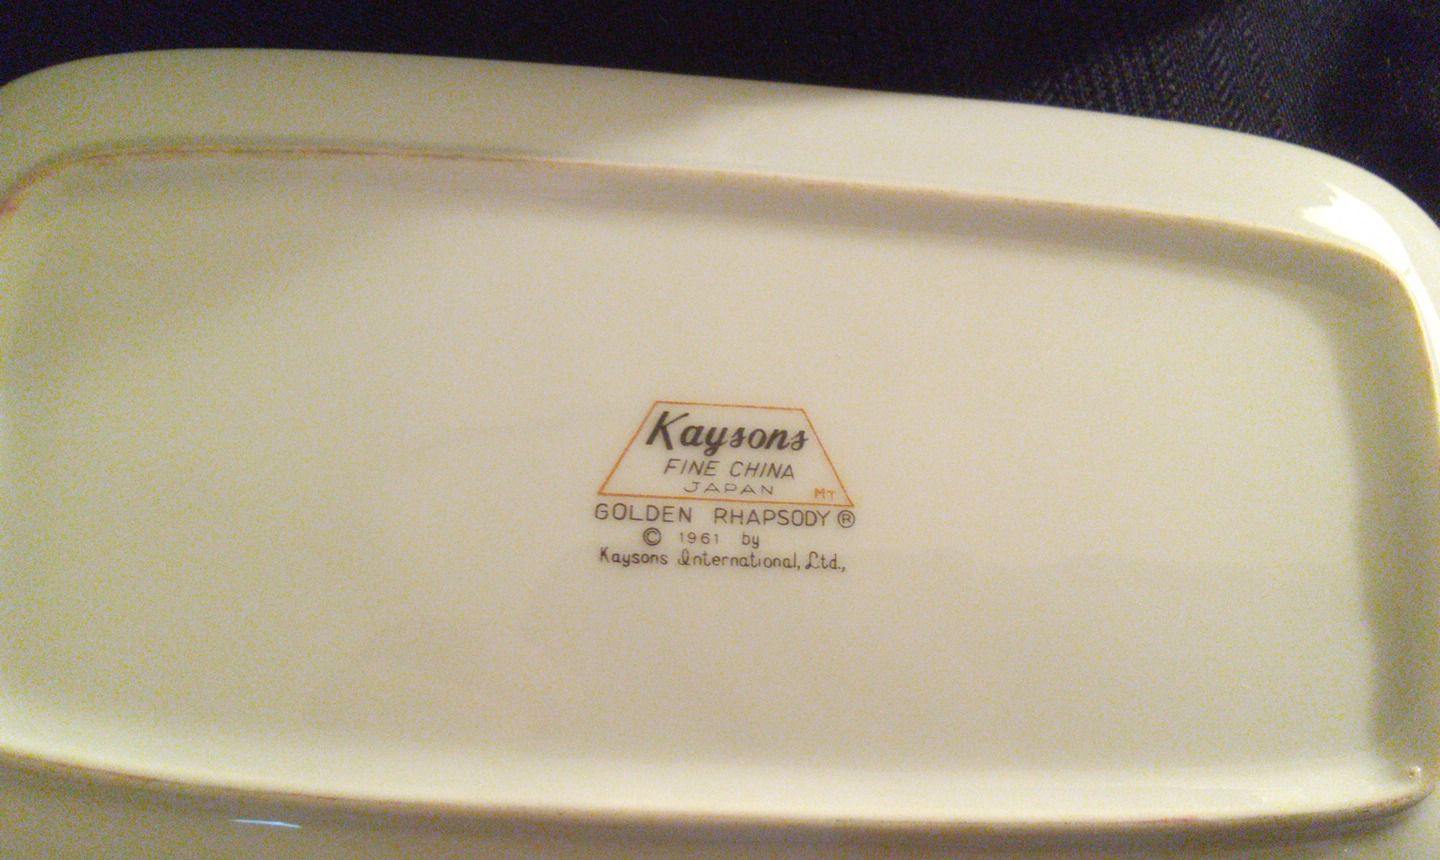 Kaysons
FINE CHINA
JAPAN MT
GOLDEN RHAPSODY ®
© 1961 by
Kaysons International, Ltd.,